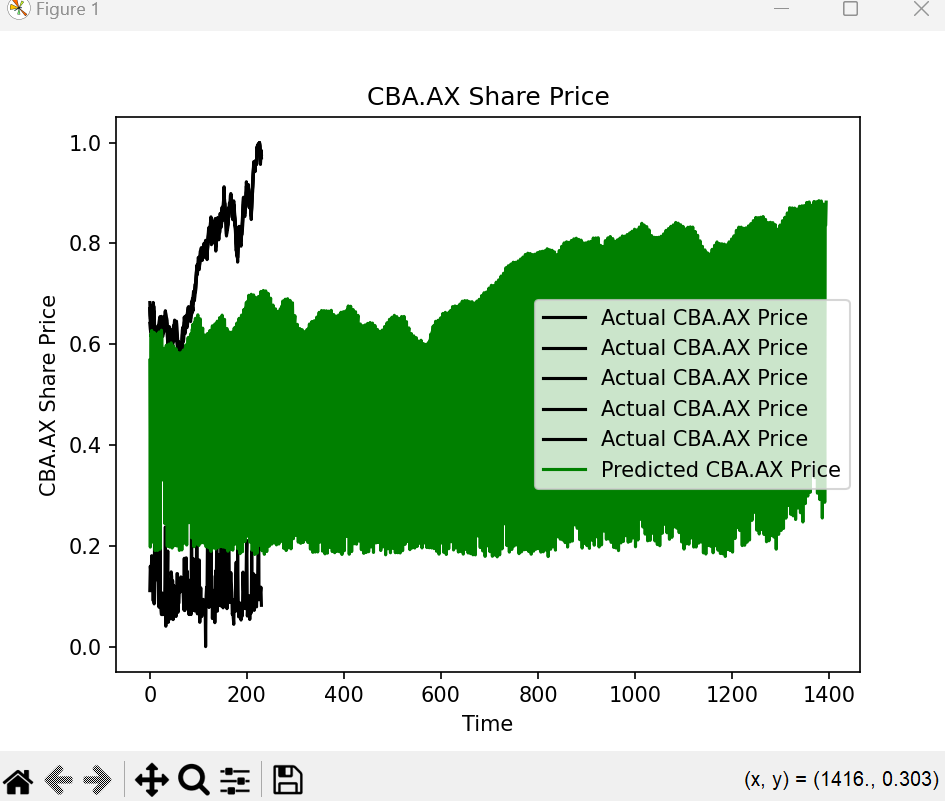 Figure 1
CBA.AX Share Price
CBA.AX Share Price
1.0
0.8
0.6
0.4
0.2
0.0
Actual CBA.AX Price
Actual CBA.AX Price
Actual CBA.AX Price
Actual CBA.AX Price
Actual CBA.AX Price
Predicted CBA.AX Price
0 200 400 600 800 1000 1200 1400
Time
(x, y) = (1416., 0.303)